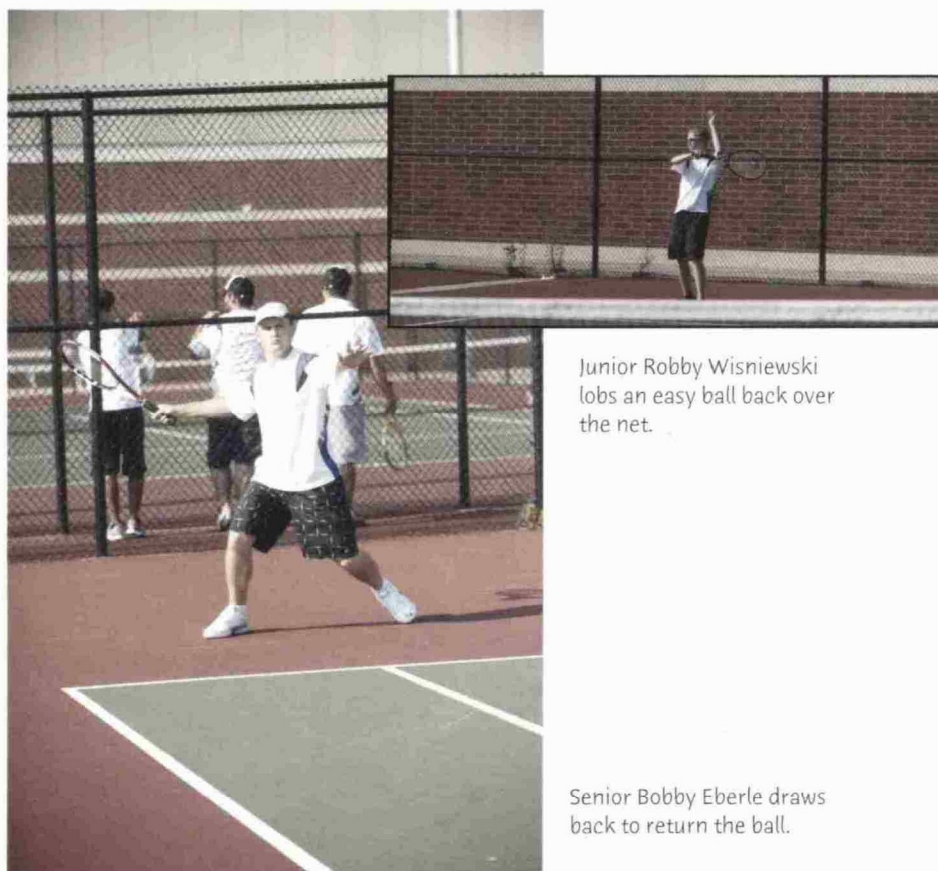 Junior Robby Wisniewski
lobs an easy ball back over
the net.
Senior Bobby Eberle draws
back to return the ball.